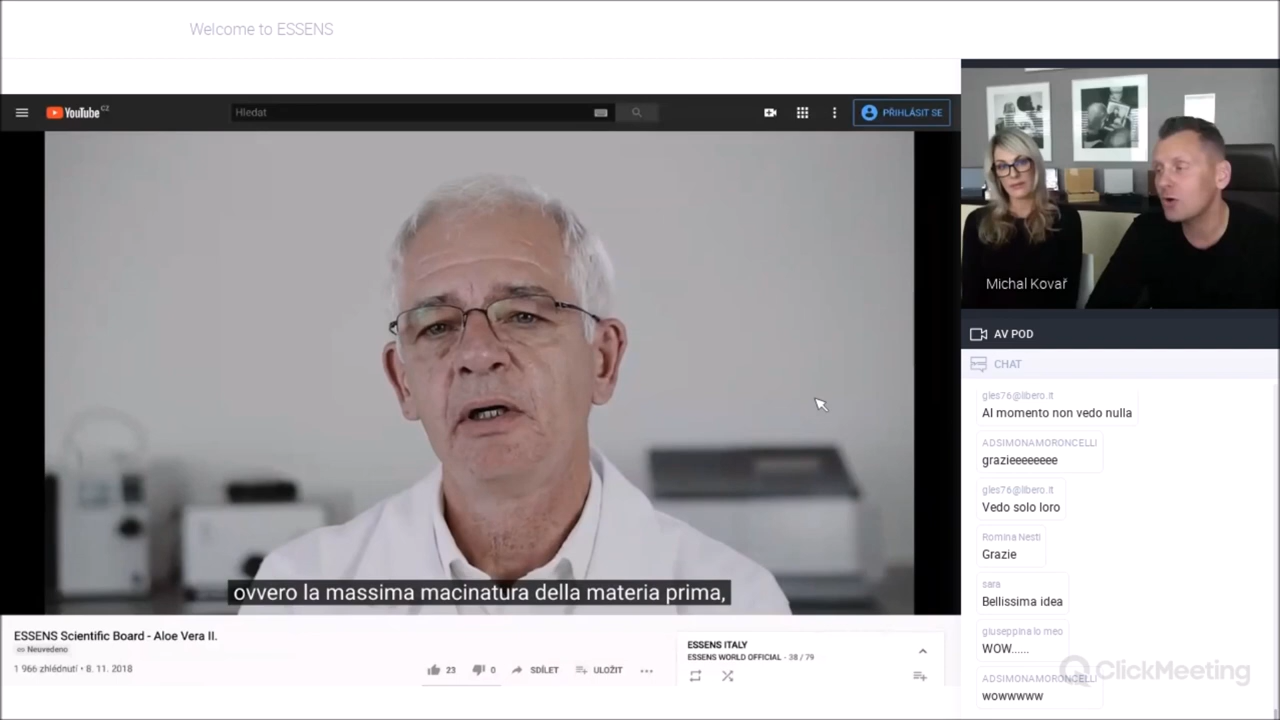 Welcome to ESSENS
YouTube CZ
Hledat
PŘIHLÁSIT SE
Michal Kovař
AV POD
CHAT
gles76@libero.it
Al momento non vedo nulla
ADSIMONAMORONCELLI
grazieeeeeeee
gles76@libero.it
Vedo solo loro
Romina Nesti
Grazie
sara
Bellissima idea
giuseppina lo meo
WOW......
ADSIMONAMORONCELLI
wowwwww
ClickMeeting
ovvero la massima macinatura della materia prima,
ESSENS Scientific Board - Aloe Vera II.
Neuvedeno
1 966 zhlédnutí • 8. 11. 2018
23
0
SDÍLET
ULOŽIT
ESSENS ITALY
ESSENS WORLD OFFICIAL - 38 / 79